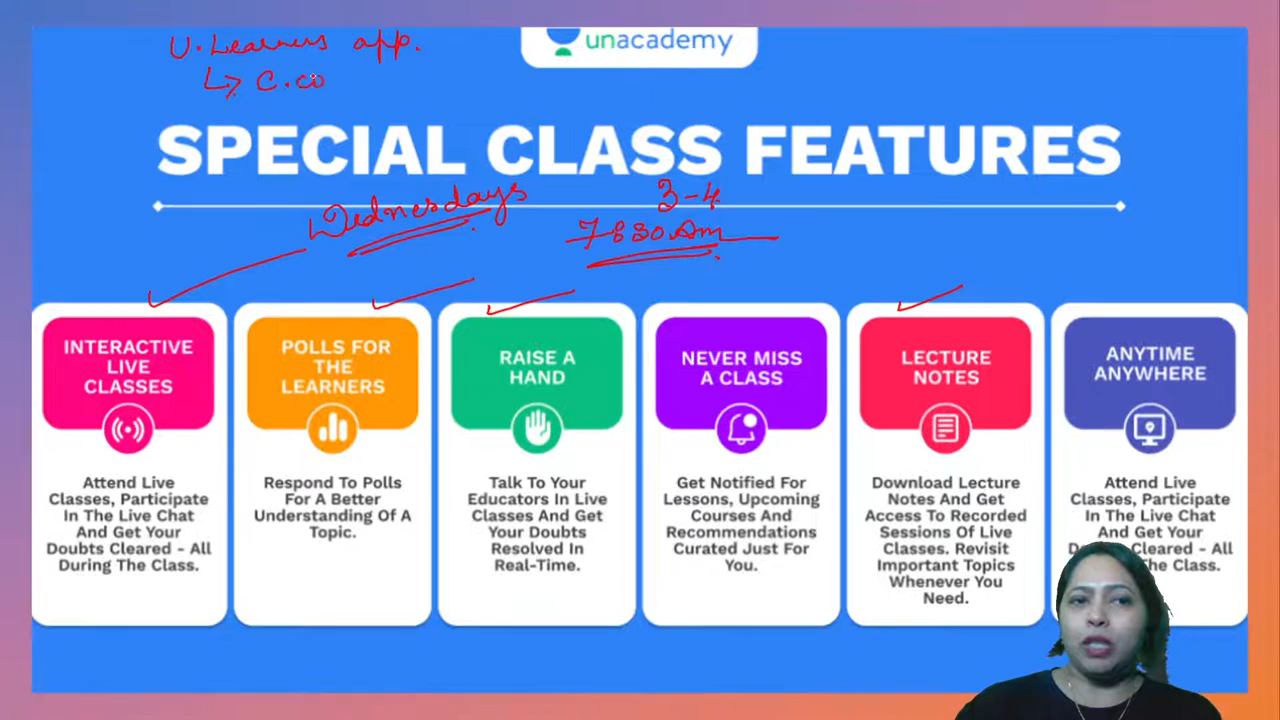 U. Learners app.
↳ C.co
unacademy
SPECIAL CLASS FEATURES
Wednesdays
3-4
7:30 Am
INTERACTIVE
LIVE
CLASSES
Attend Live
Classes, Participate
In The Live Chat
And Get Your
Doubts Cleared - All
During The Class.
POLLS FOR
THE
LEARNERS
Respond To Polls
For A Better
Understanding Of A
Topic.
RAISE A
HAND
Talk To Your
Educators In Live
Classes And Get
Your Doubts
Resolved In
Real-Time.
NEVER MISS
A CLASS
Get Notified For
Lessons, Upcoming
Courses And
Recommendations
Curated Just For
You.
LECTURE
NOTES
Download Lecture
Notes And Get
Access To Recorded
Sessions Of Live
Classes. Revisit
Important Topics
Whenever You
Need.
ANYTIME
ANYWHERE
Attend Live
Classes, Participate
In The Live Chat
And Get Your
Cleared - All
The Class.